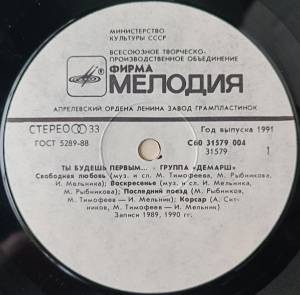 МИНИСТЕРСТВО
КУЛЬТУРЫ СССР
ВСЕСОЮЗНОЕ ТВОРЧЕСКО-
ПРОИЗВОДСТВЕННОЕ ОБЪЕДИНЕНИЕ
ФИРМА
МЕЛОДИЯ
АПРЕЛЕВСКИЙ ОРДЕНА ЛЕНИНА ЗАВОД ГРАМПЛАСТИНОК
СТЕРЕО 33
Год выпуска 1991
ГОСТ 5289-88
С60 31579 004
31579 1
ТЫ БУДЕШЬ ПЕРВЫМ... · ГРУППА «ДЕМАРШ»
Свободная любовь (муз. и сл. М. Тимофеева, М. Рыбникова,
И. Мельника); Воскресенье (муз. и сл. И. Мельника,
М. Рыбникова); Последний поезд (М. Рыбников,
М. Тимофеев — И. Мельник); Корсар (А. Сит-
ников, М. Тимофеев — И. Мельник)
Записи 1989, 1990 гг.